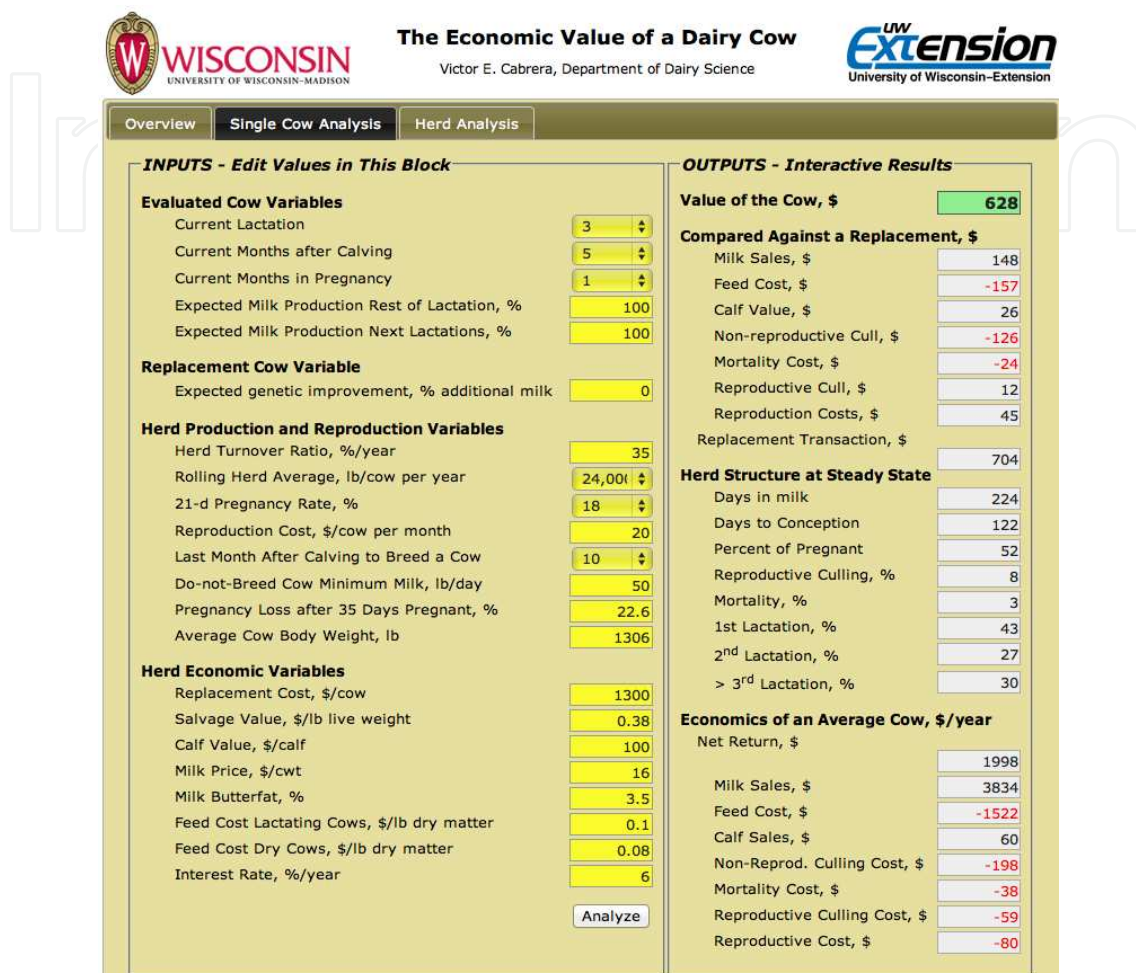 The Economic Value of a Dairy Cow
Victor E. Cabrera, Department of Dairy Science
W WISCONSIN
UNIVERSITY OF WISCONSIN-MADISON
UW Extension
University of Wisconsin–Extension
Overview Single Cow Analysis Herd Analysis
INPUTS - Edit Values in This Block
Evaluated Cow Variables
Current Lactation 3
Current Months after Calving 5
Current Months in Pregnancy 1
Expected Milk Production Rest of Lactation, % 100
Expected Milk Production Next Lactations, % 100
Replacement Cow Variable
Expected genetic improvement, % additional milk 0
Herd Production and Reproduction Variables
Herd Turnover Ratio, %/year 35
Rolling Herd Average, lb/cow per year 24,00
21-d Pregnancy Rate, % 18
Reproduction Cost, $/cow per month 20
Last Month After Calving to Breed a Cow 10
Do-not-Breed Cow Minimum Milk, lb/day 50
Pregnancy Loss after 35 Days Pregnant, % 22.6
Average Cow Body Weight, lb 1306
Herd Economic Variables
Replacement Cost, $/cow 1300
Salvage Value, $/lb live weight 0.38
Calf Value, $/calf 100
Milk Price, $/cwt 16
Milk Butterfat, % 3.5
Feed Cost Lactating Cows, $/lb dry matter 0.1
Feed Cost Dry Cows, $/lb dry matter 0.08
Interest Rate, %/year 6
Analyze
OUTPUTS - Interactive Results
Value of the Cow, $ 628
Compared Against a Replacement, $
Milk Sales, $ 148
Feed Cost, $ -157
Calf Value, $ 26
Non-reproductive Cull, $ -126
Mortality Cost, $ -24
Reproductive Cull, $ 12
Reproduction Costs, $ 45
Replacement Transaction, $
704
Herd Structure at Steady State
Days in milk 224
Days to Conception 122
Percent of Pregnant 52
Reproductive Culling, % 8
Mortality, % 3
1st Lactation, % 43
2nd Lactation, % 27
> 3rd Lactation, % 30
Economics of an Average Cow, $/year
Net Return, $
1998
Milk Sales, $ 3834
Feed Cost, $ -1522
Calf Sales, $ 60
Non-Reprod. Culling Cost, $ -198
Mortality Cost, $ -38
Reproductive Culling Cost, $ -59
Reproductive Cost, $ -80